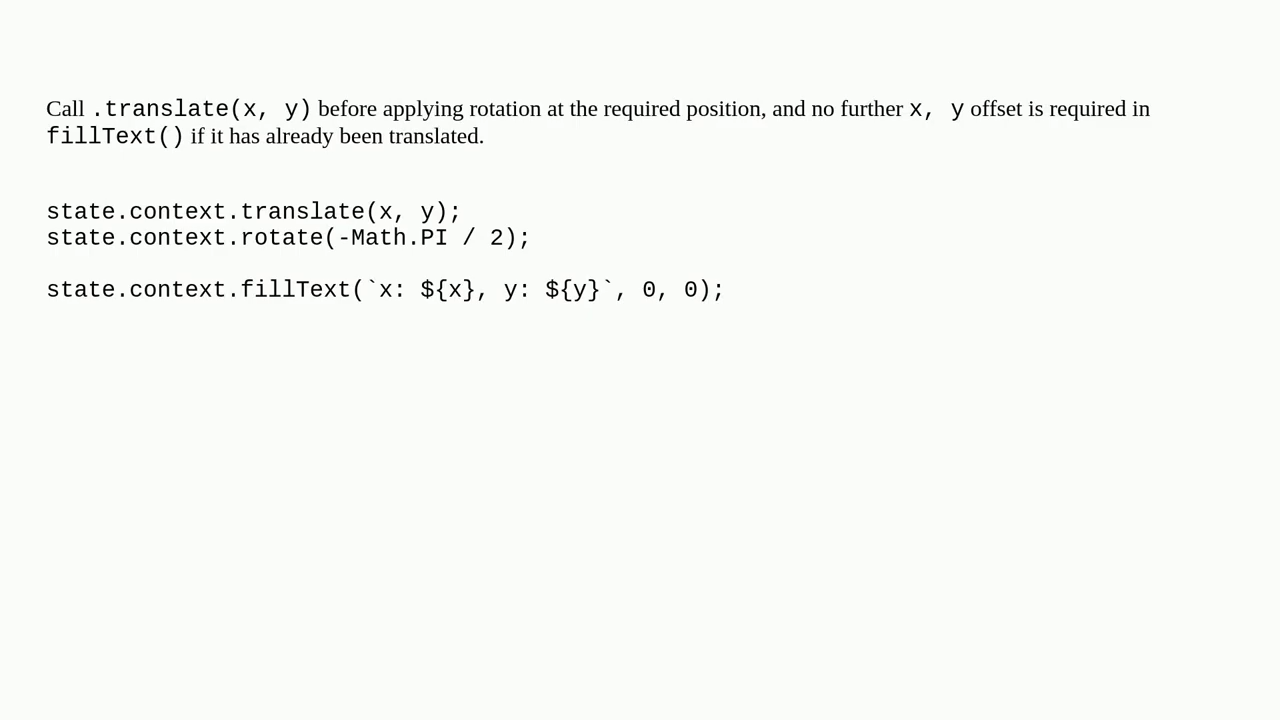 Call .translate(x, y) before applying rotation at the required position, and no further x, y offset is required in
fillText() if it has already been translated.
state.context.translate(x, y);
state.context.rotate(-Math.PI / 2);
state.context.fillText(`x: ${x}, y: ${y}`, 0, 0);